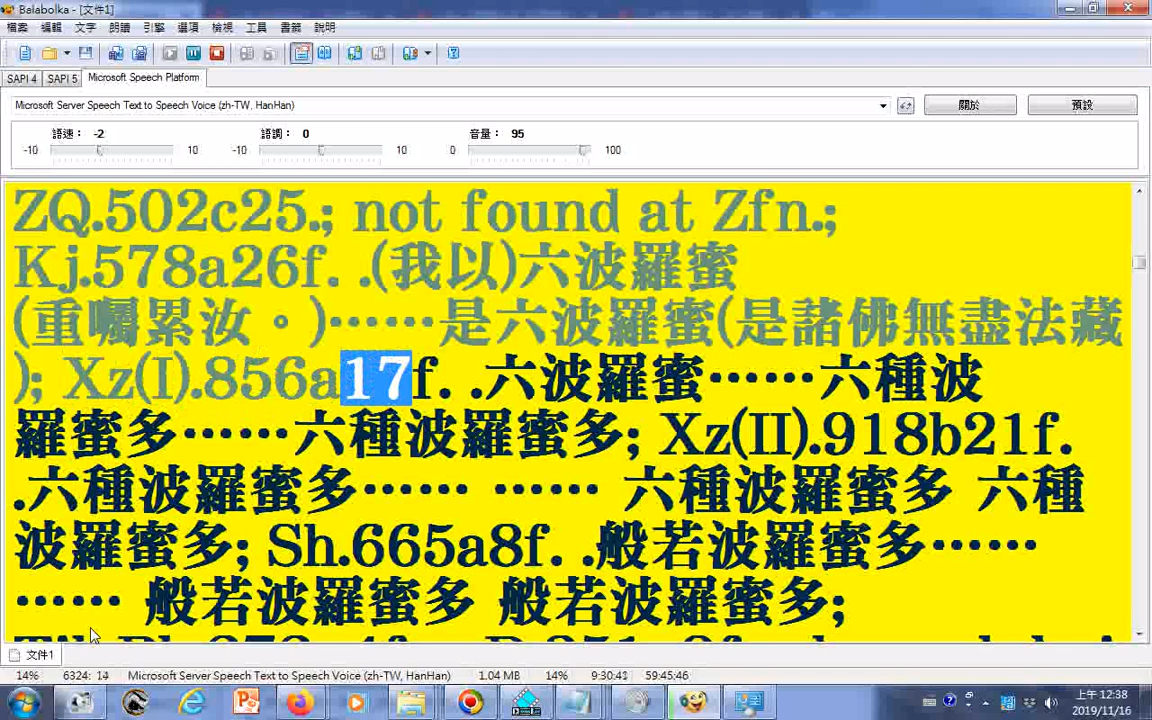 Balabolka - [文件1]
檔案 編輯 文字 朗讀 引擎 選項 檢視 工具 書籤 說明
SAPI 4 SAPI 5 Microsoft Speech Platform
Microsoft Server Speech Text to Speech Voice (zh-TW, HanHan) 關於 預設
語速： -2 語調： 0 音量： 95
-10 10 -10 10 0 100
ZQ.502c25.; not found at Zfn.;
Kj.578a26f. .(我以)六波羅蜜
(重囑累汝。)⋯⋯是六波羅蜜(是諸佛無盡法藏
); Xz(I).856a17f. .六波羅蜜⋯⋯六種波
羅蜜多⋯⋯六種波羅蜜多; Xz(II).918b21f.
.六種波羅蜜多⋯⋯ ⋯⋯ 六種波羅蜜多 六種
波羅蜜多; Sh.665a8f. .般若波羅蜜多⋯⋯
⋯⋯ 般若波羅蜜多 般若波羅蜜多;
文件1
14% 6324: 14 Microsoft Server Speech Text to Speech Voice (zh-TW, HanHan) 1.04 MB 14% 9:30:41 59:45:46
上午 12:38
2019/11/16